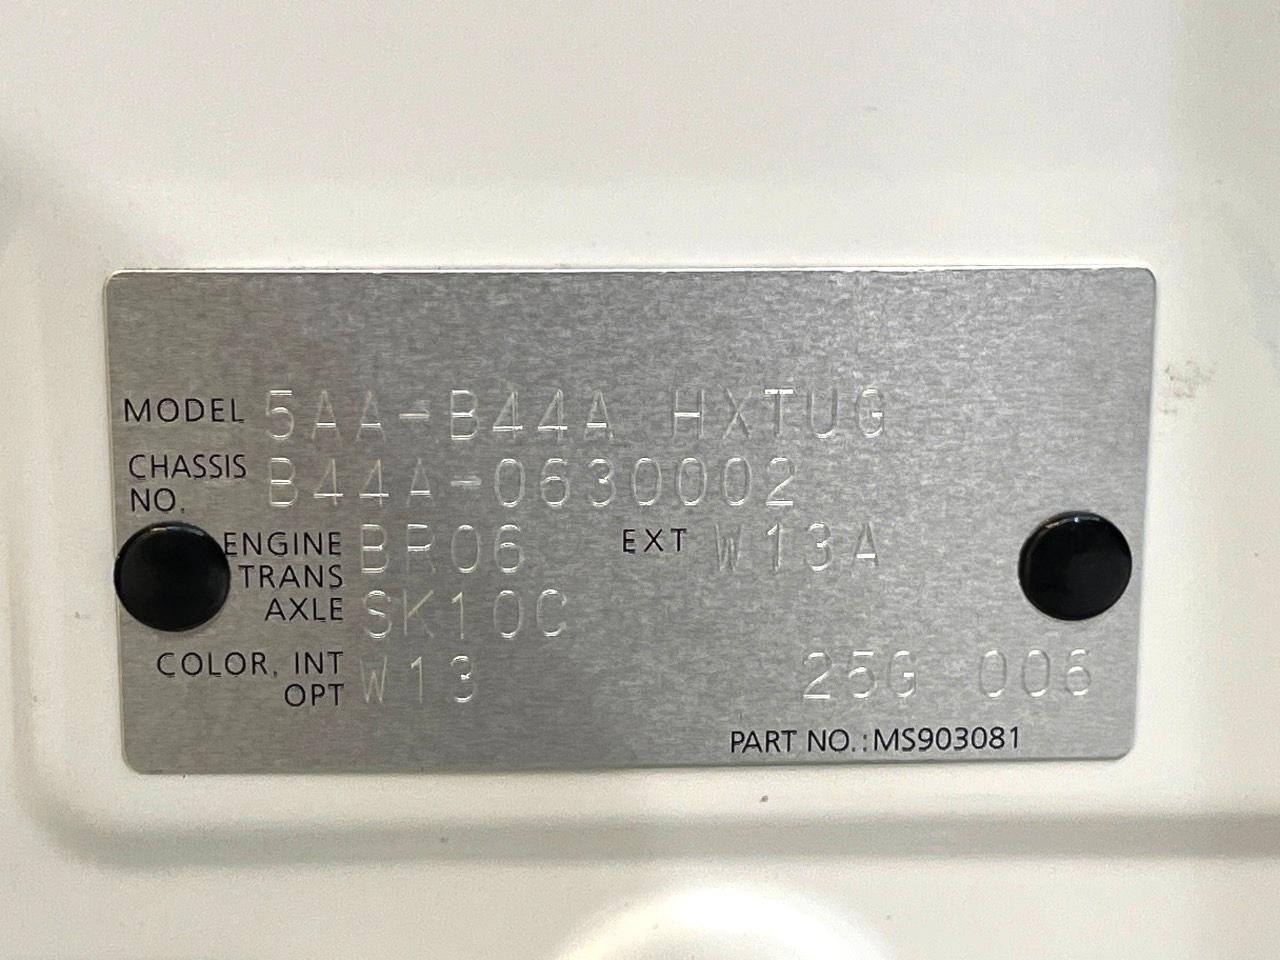 MODEL 5AA-B44A HXTUG
CHASSIS
NO. B44A-0630002
ENGINE BR06 EXT W13A
TRANS
AXLE SK10C
COLOR, INT W13 25G 006
OPT
PART NO.:MS903081